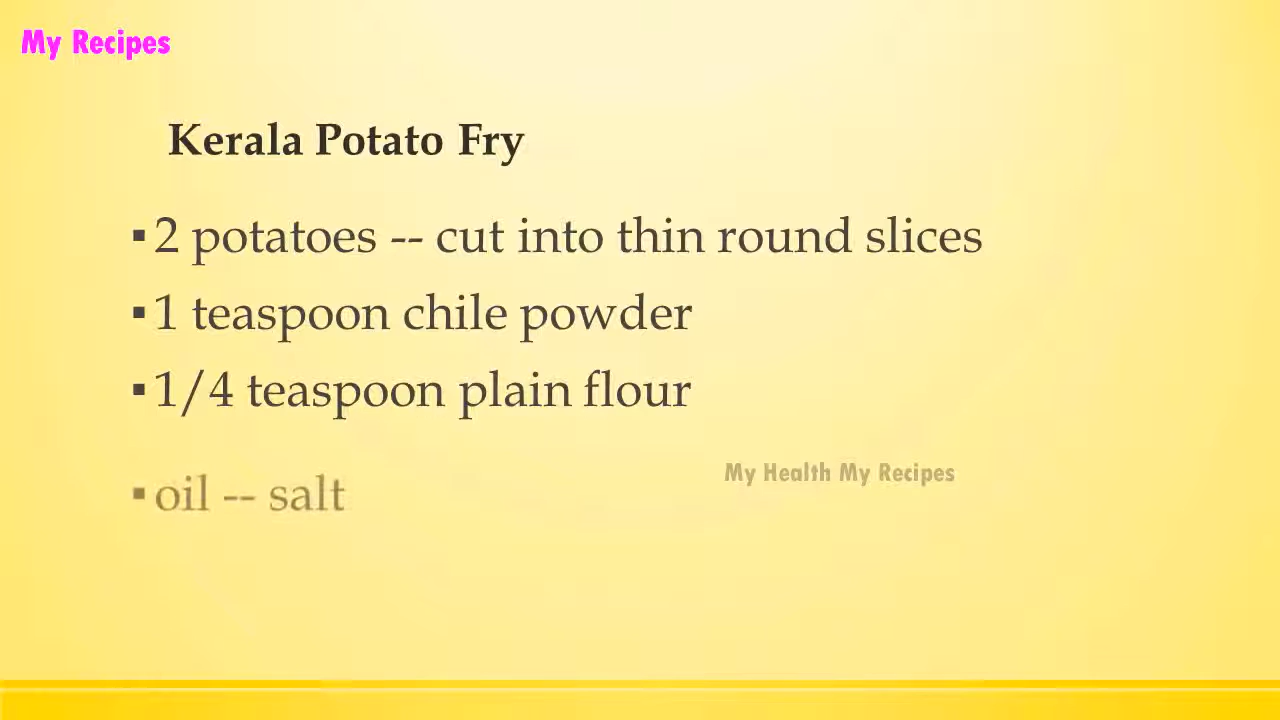 My Recipes
Kerala Potato Fry
▪2 potatoes -- cut into thin round slices
▪1 teaspoon chile powder
▪1/4 teaspoon plain flour
My Health My Recipes
▪oil -- salt